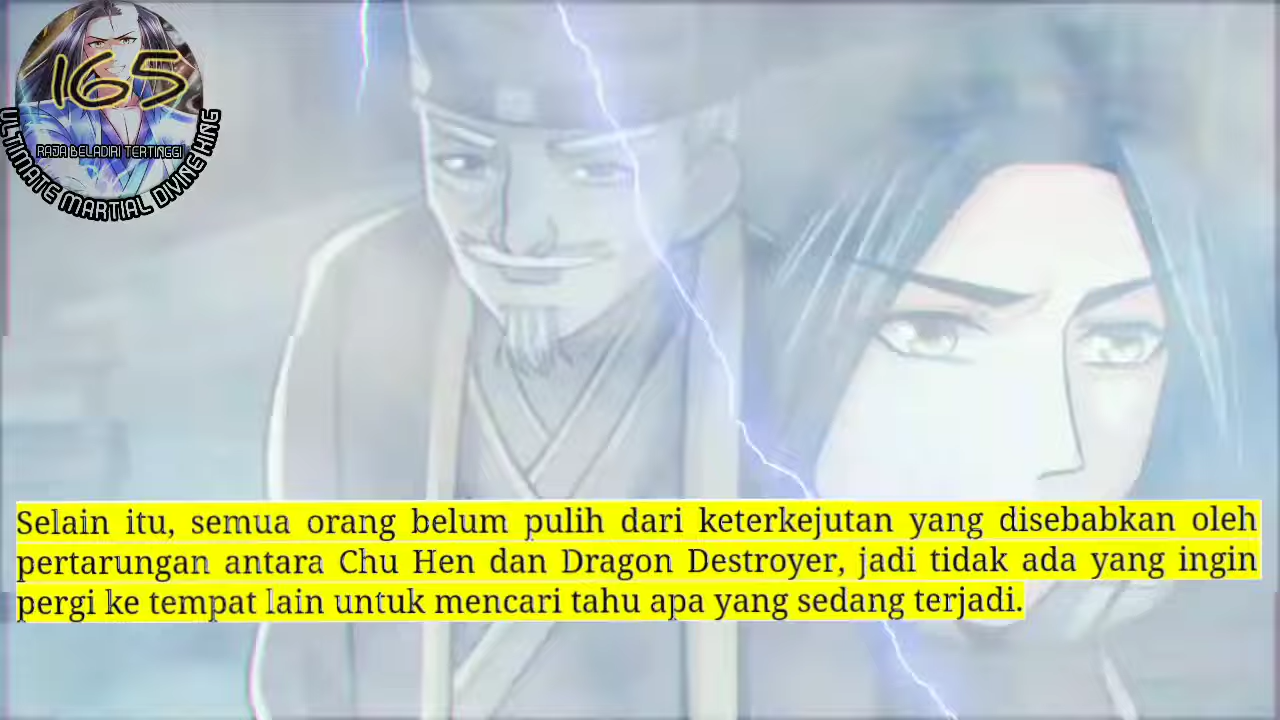 165
RAJA BELADIRI TERTINGGI
ULTIMATE MARTIAL DIVINE KING
Selain itu, semua orang belum pulih dari keterkejutan yang disebabkan oleh
pertarungan antara Chu Hen dan Dragon Destroyer, jadi tidak ada yang ingin
pergi ke tempat lain untuk mencari tahu apa yang sedang terjadi.